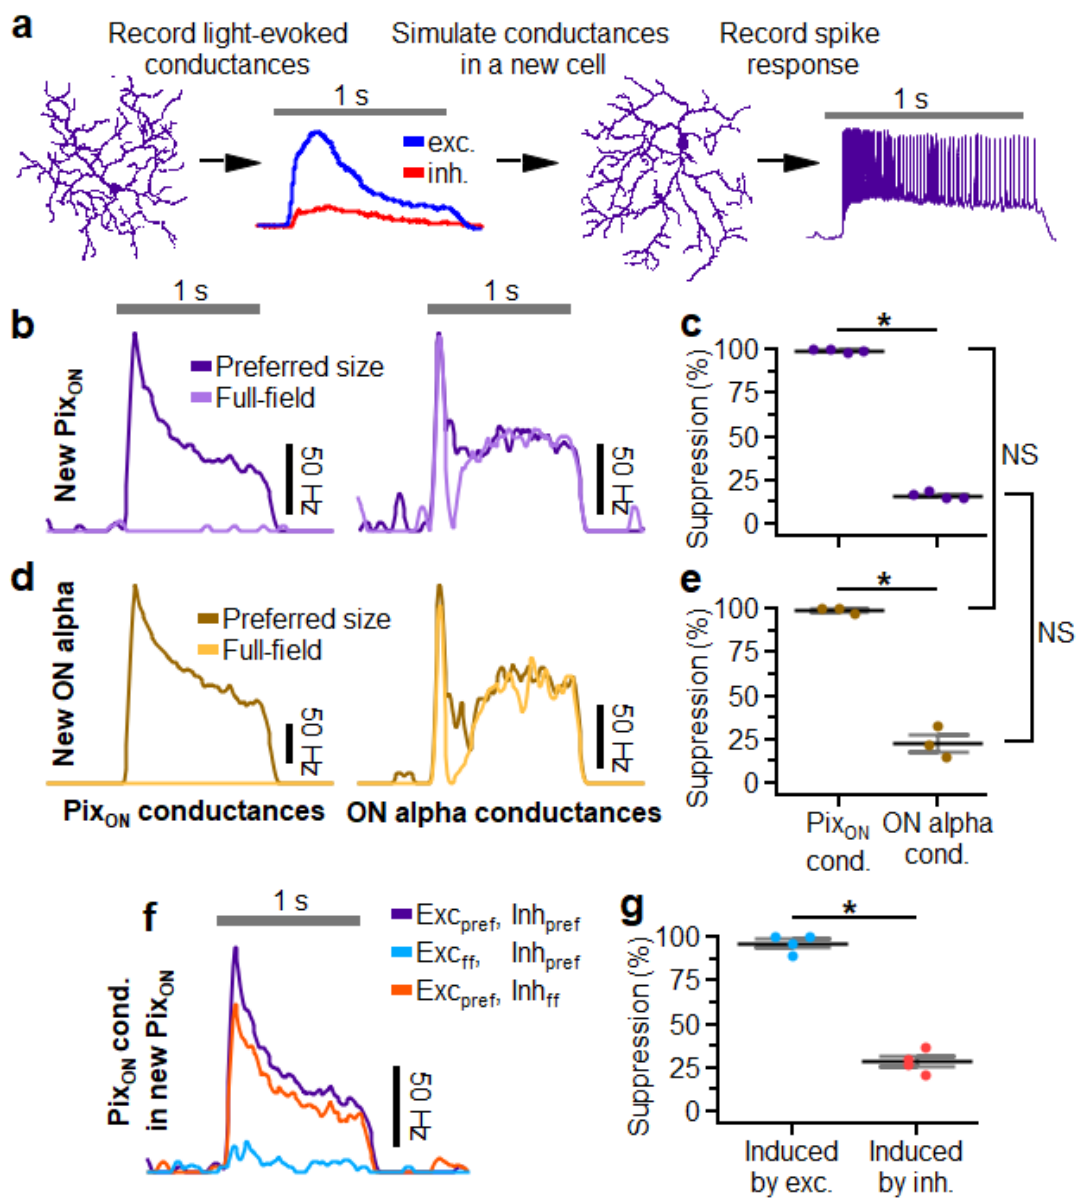 a
Record light-evoked
conductances
Simulate conductances
in a new cell
Record spike
response
1 s
exc.
inh.
1 s
b
1 s
1 s
New PixON
Preferred size
Full-field
50 Hz
50 Hz
c
*
Suppression (%)
100
75
50
25
0
NS
d
New ON alpha
Preferred size
Full-field
50 Hz
50 Hz
PixON conductances
ON alpha conductances
e
*
Suppression (%)
100
75
50
25
0
NS
PixON
cond.
ON alpha
cond.
f
1 s
Excpref, Inhpref
Excff, Inhpref
Excpref, Inhff
PixON cond.
in new PixON
50 Hz
g
*
Suppression (%)
100
75
50
25
0
Induced
by exc.
Induced
by inh.